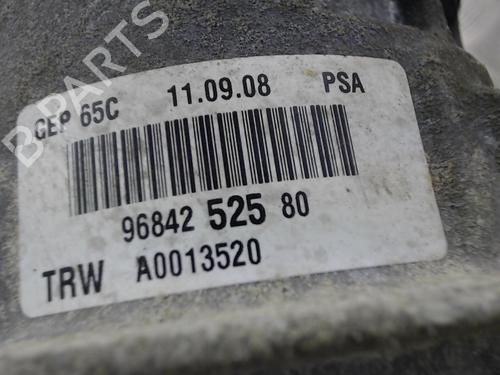 B PARTS
CEP 65C 11.09.08 PSA
96842 525 80
TRW A0013520